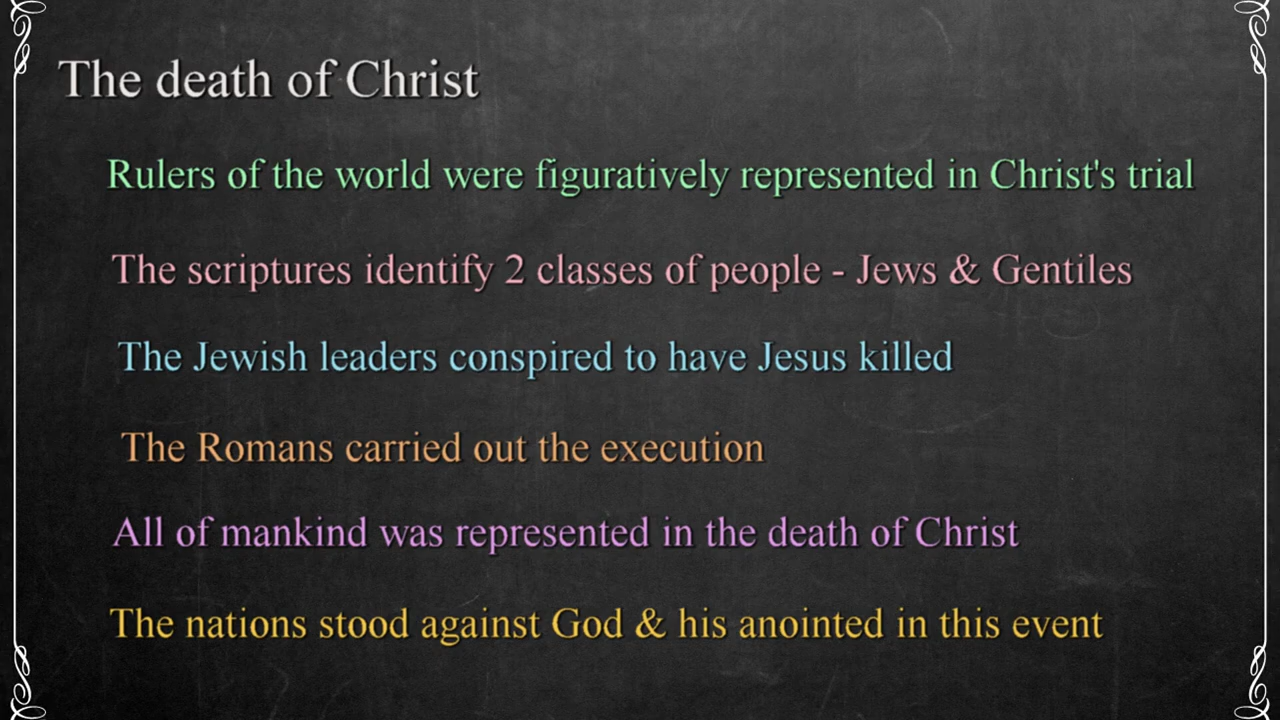 The death of Christ
Rulers of the world were figuratively represented in Christ's trial
The scriptures identify 2 classes of people - Jews & Gentiles
The Jewish leaders conspired to have Jesus killed
The Romans carried out the execution
All of mankind was represented in the death of Christ
The nations stood against God & his anointed in this event